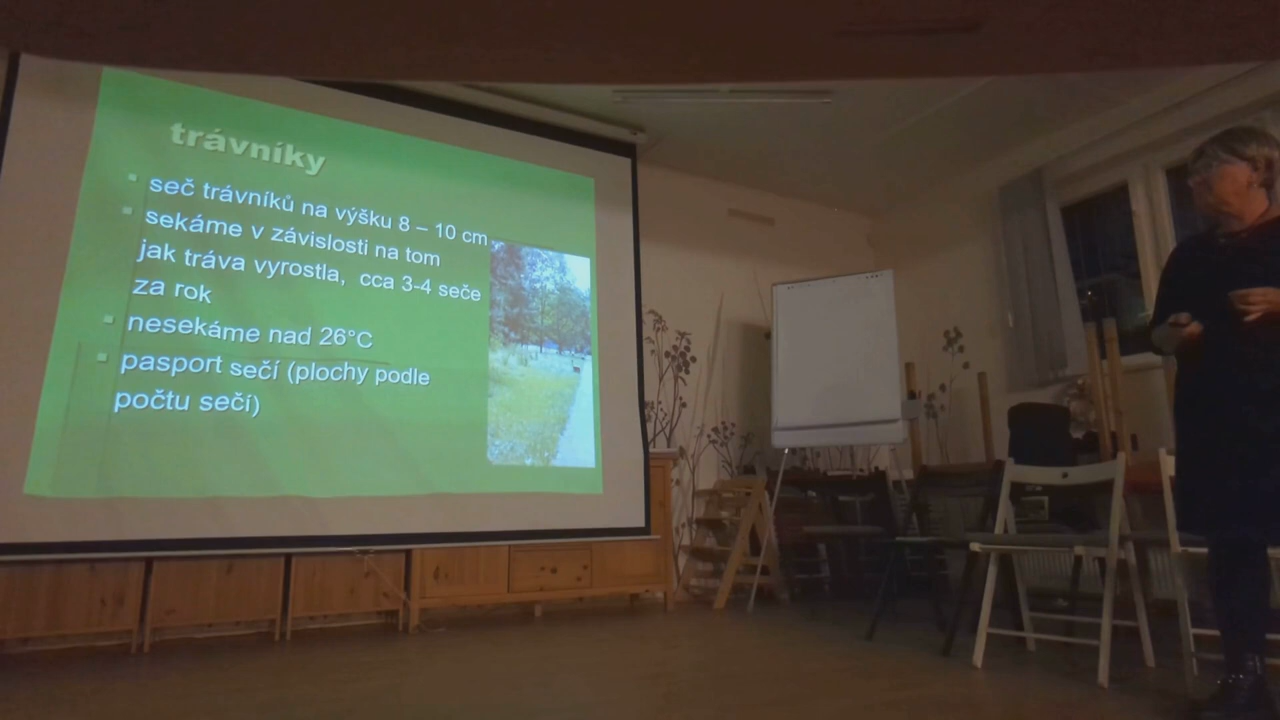 trávníky
seč trávníků na výšku 8 – 10 cm
sekáme v závislosti na tom
jak tráva vyrostla, cca 3-4 seče
za rok
nesekáme nad 26°C
pasport sečí (plochy podle
počtu sečí)